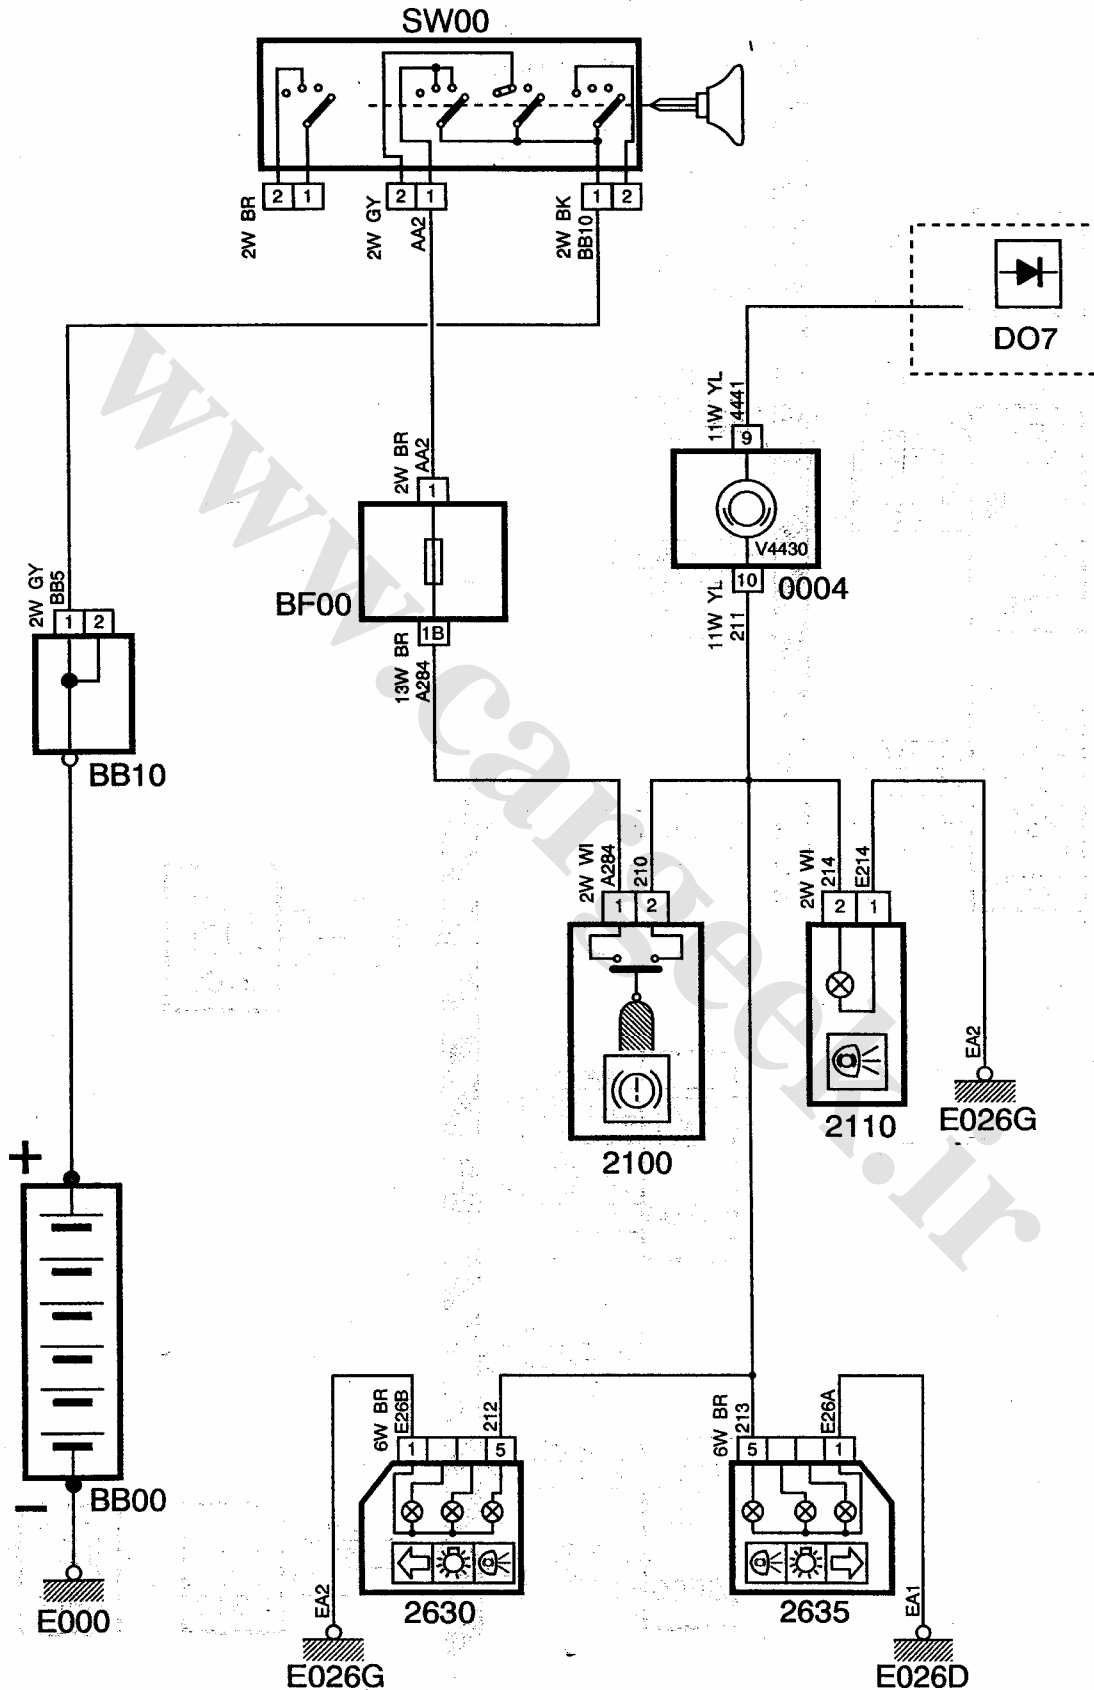 SW00
2 1
2 1
1 2
2W BR
2W GY
AA2
2W BK
BB10
DO7
11W YL
4441
9
V4430
0004
10
11W YL
211
2W BR
AA2
1
BF00
1B
13W BR
A284
2W GY
BB5
1 2
BB10
2W WI
A284
210
1 2
2100
2W WI
214
E214
2 1
2110
EA2
E026G
+
BB00
−
E000
6W BR
E26B
212
1 5
2630
EA2
E026G
6W BR
213
E26A
5 1
2635
EA1
E026D
www.cargeek.ir